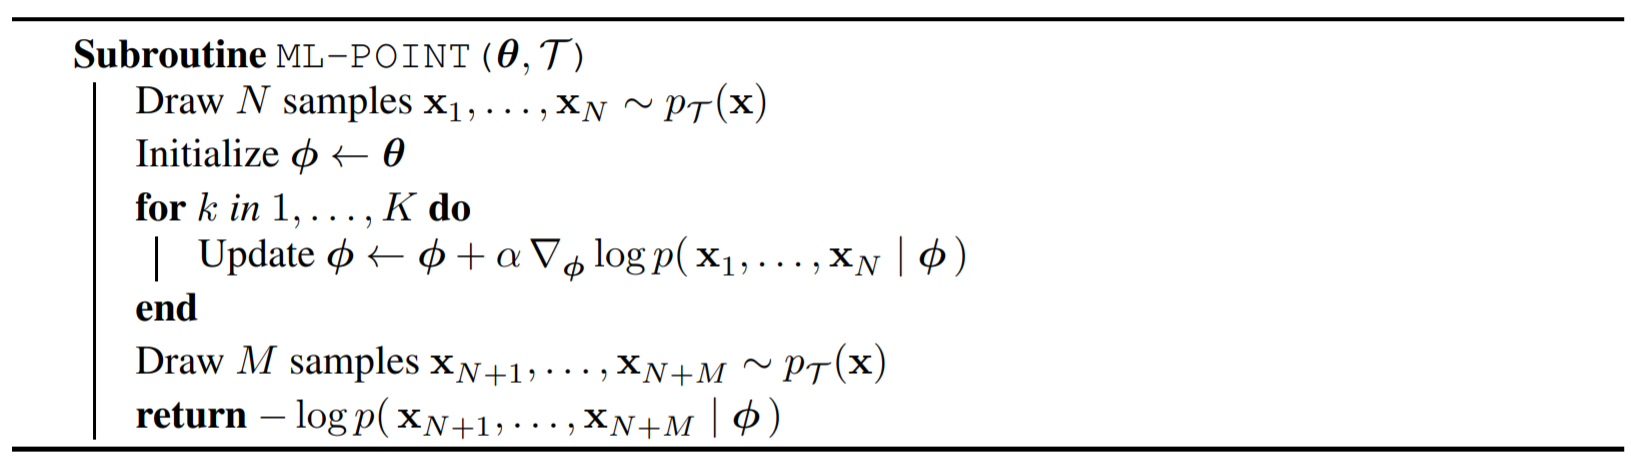 Subroutine ML-POINT (θ, 𝒯)
Draw N samples x₁, . . . , x_N ∼ p_𝒯(x)
Initialize ϕ ← θ
for k in 1, . . . , K do
Update ϕ ← ϕ + α ∇_ϕ log p( x₁, . . . , x_N | ϕ )
end
Draw M samples x_{N+1}, . . . , x_{N+M} ∼ p_𝒯(x)
return − log p( x_{N+1}, . . . , x_{N+M} | ϕ )